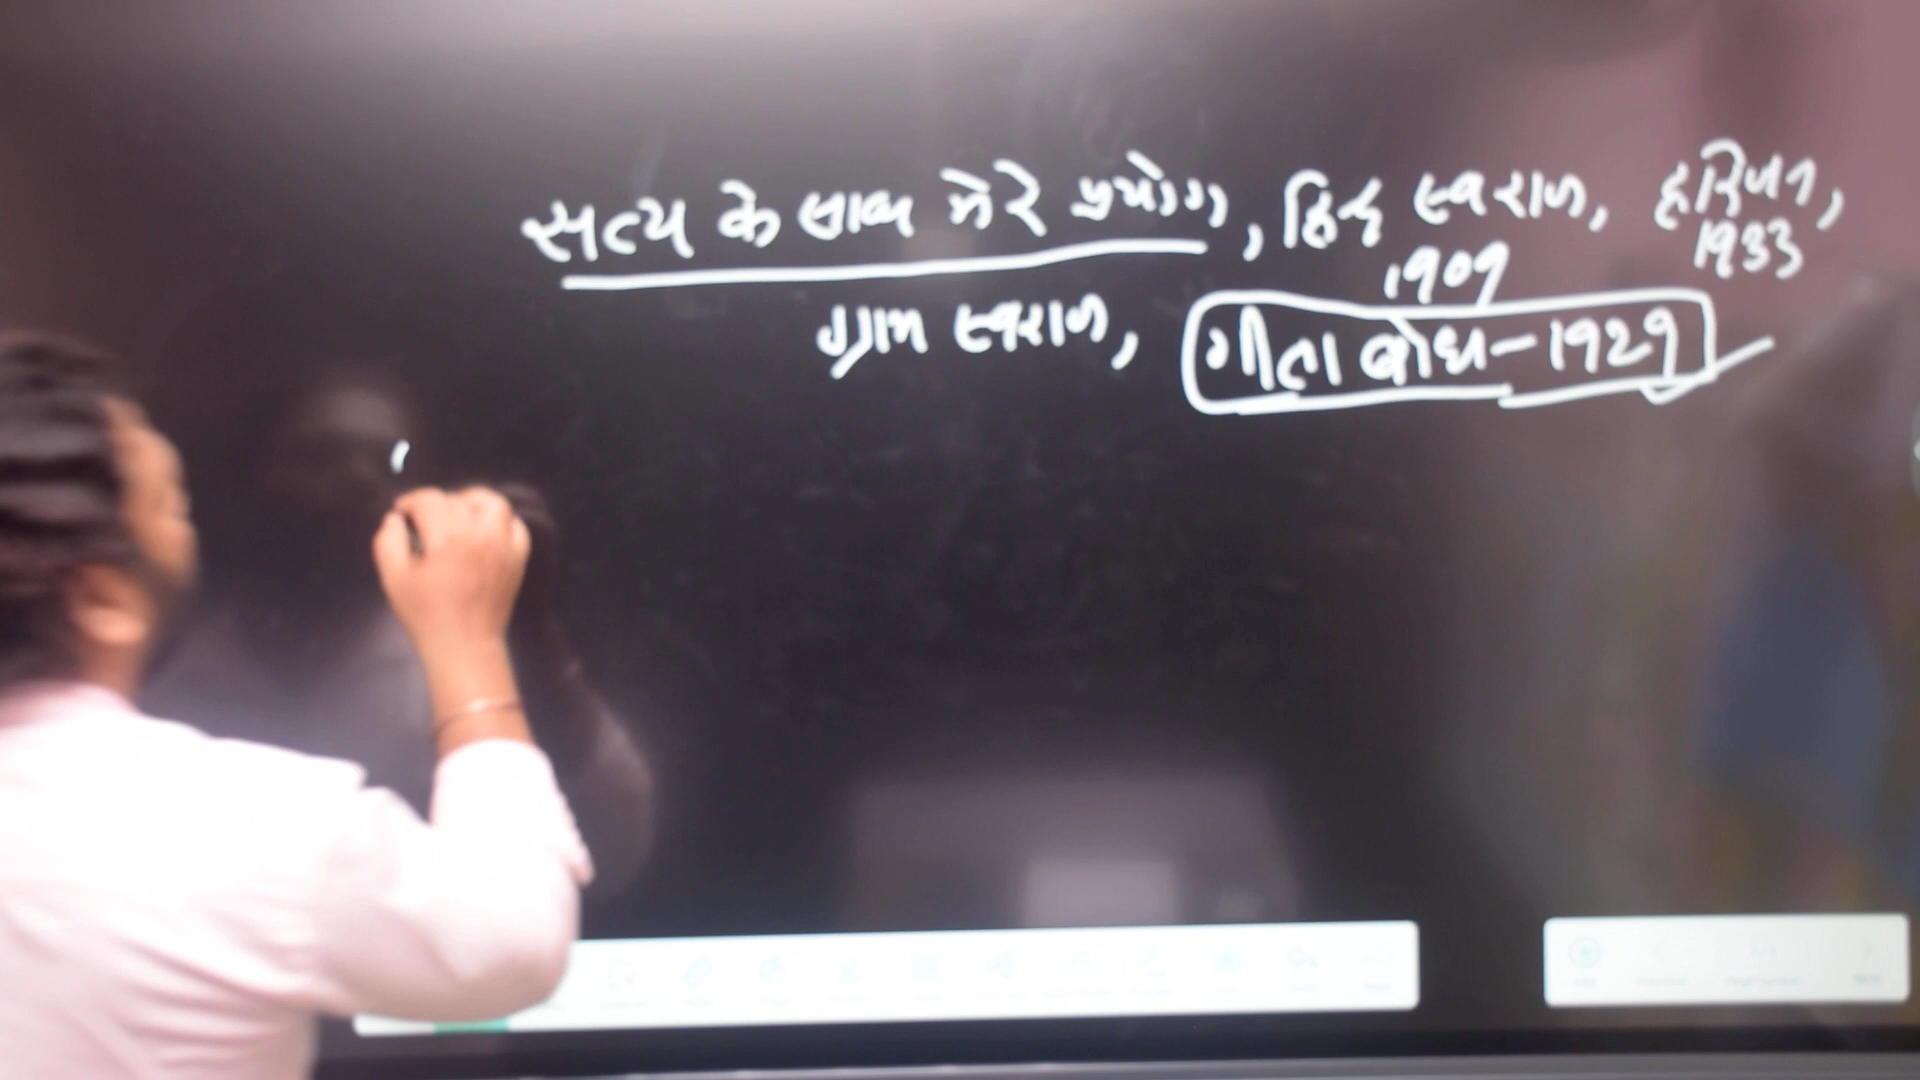 सत्य के साथ मेरे प्रयोग, हिन्द स्वराज, हरिजन,
1909 1933
ग्राम स्वराज, गीता बोध-1929